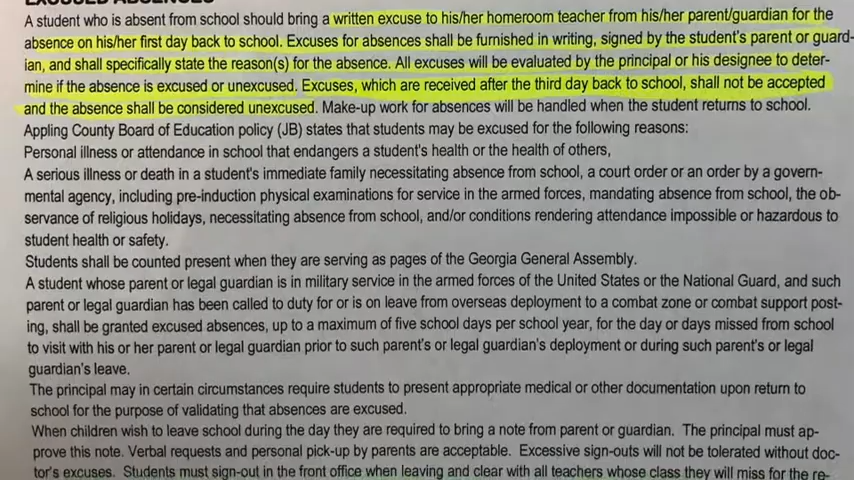 EXCUSED ABSENCES
A student who is absent from school should bring a written excuse to his/her homeroom teacher from his/her parent/guardian for the
absence on his/her first day back to school. Excuses for absences shall be furnished in writing, signed by the student's parent or guard-
ian, and shall specifically state the reason(s) for the absence. All excuses will be evaluated by the principal or his designee to deter-
mine if the absence is excused or unexcused. Excuses, which are received after the third day back to school, shall not be accepted
and the absence shall be considered unexcused. Make-up work for absences will be handled when the student returns to school.
Appling County Board of Education policy (JB) states that students may be excused for the following reasons:
Personal illness or attendance in school that endangers a student's health or the health of others,
A serious illness or death in a student's immediate family necessitating absence from school, a court order or an order by a govern-
mental agency, including pre-induction physical examinations for service in the armed forces, mandating absence from school, the ob-
servance of religious holidays, necessitating absence from school, and/or conditions rendering attendance impossible or hazardous to
student health or safety.
Students shall be counted present when they are serving as pages of the Georgia General Assembly.
A student whose parent or legal guardian is in military service in the armed forces of the United States or the National Guard, and such
parent or legal guardian has been called to duty for or is on leave from overseas deployment to a combat zone or combat support post-
ing, shall be granted excused absences, up to a maximum of five school days per school year, for the day or days missed from school
to visit with his or her parent or legal guardian prior to such parent's or legal guardian's deployment or during such parent's or legal
guardian's leave.
The principal may in certain circumstances require students to present appropriate medical or other documentation upon return to
school for the purpose of validating that absences are excused.
When children wish to leave school during the day they are required to bring a note from parent or guardian. The principal must ap-
prove this note. Verbal requests and personal pick-up by parents are acceptable. Excessive sign-outs will not be tolerated without doc-
tor's excuses. Students must sign-out in the front office when leaving and clear with all teachers whose class they will miss for the re-